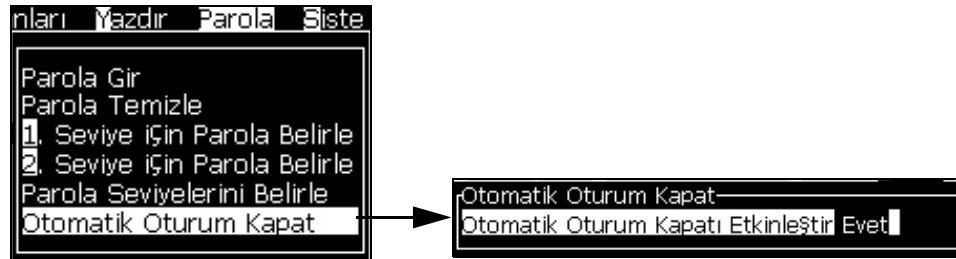 nları Yazdır Parola Siste
Parola Gir
Parola Temizle
1. Seviye için Parola Belirle
2. Seviye için Parola Belirle
Parola Seviyelerini Belirle
Otomatik Oturum Kapat
Otomatik Oturum Kapat
Otomatik Oturum Kapatı Etkinleştir Evet